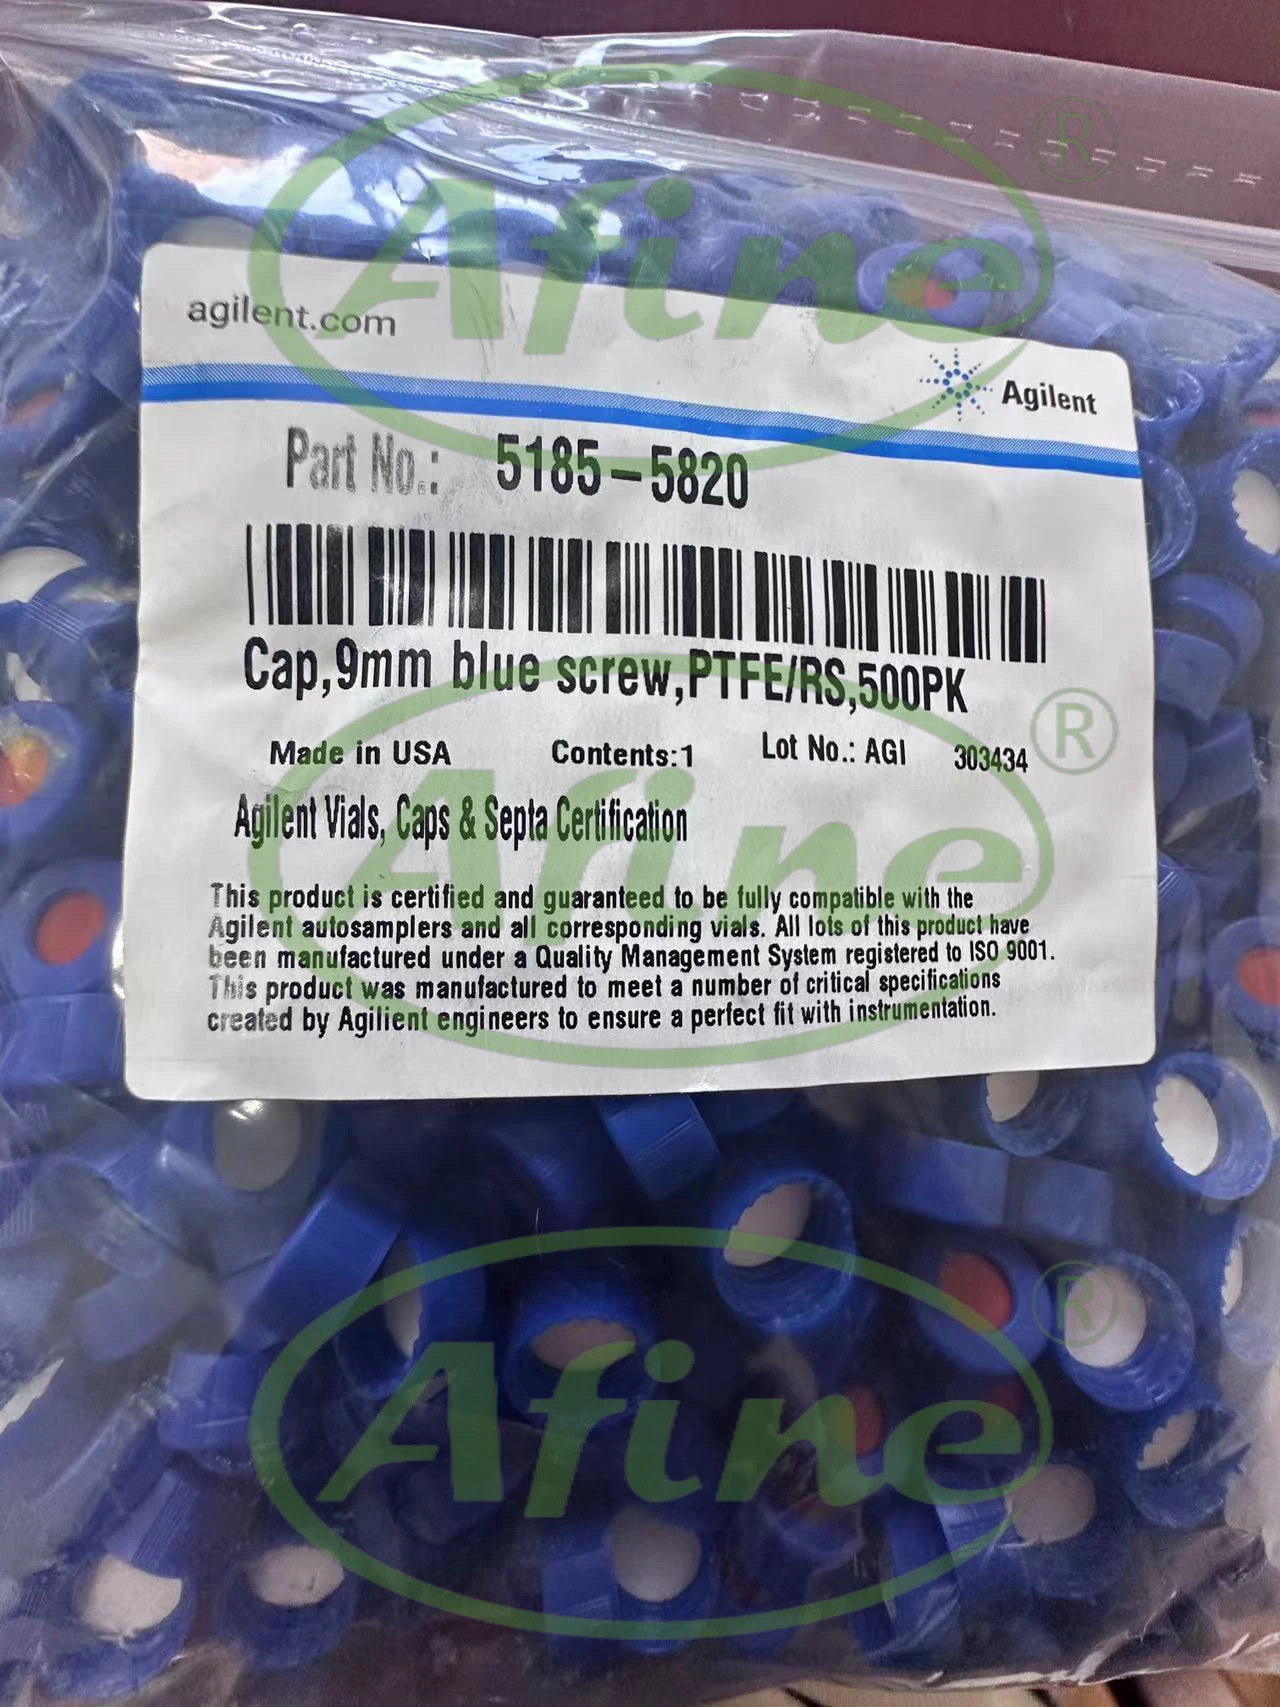 Afine ®
agilent.com
Agilent
Part No.: 5185-5820
Cap,9mm blue screw,PTFE/RS,500PK
Made in USA Contents:1 Lot No.: AGI 303434
Agilent Vials, Caps & Septa Certification
This product is certified and guaranteed to be fully compatible with the
Agilent autosamplers and all corresponding vials. All lots of this product have
been manufactured under a Quality Management System registered to ISO 9001.
This product was manufactured to meet a number of critical specifications
created by Agilient engineers to ensure a perfect fit with instrumentation.
Afine ®
Afine ®